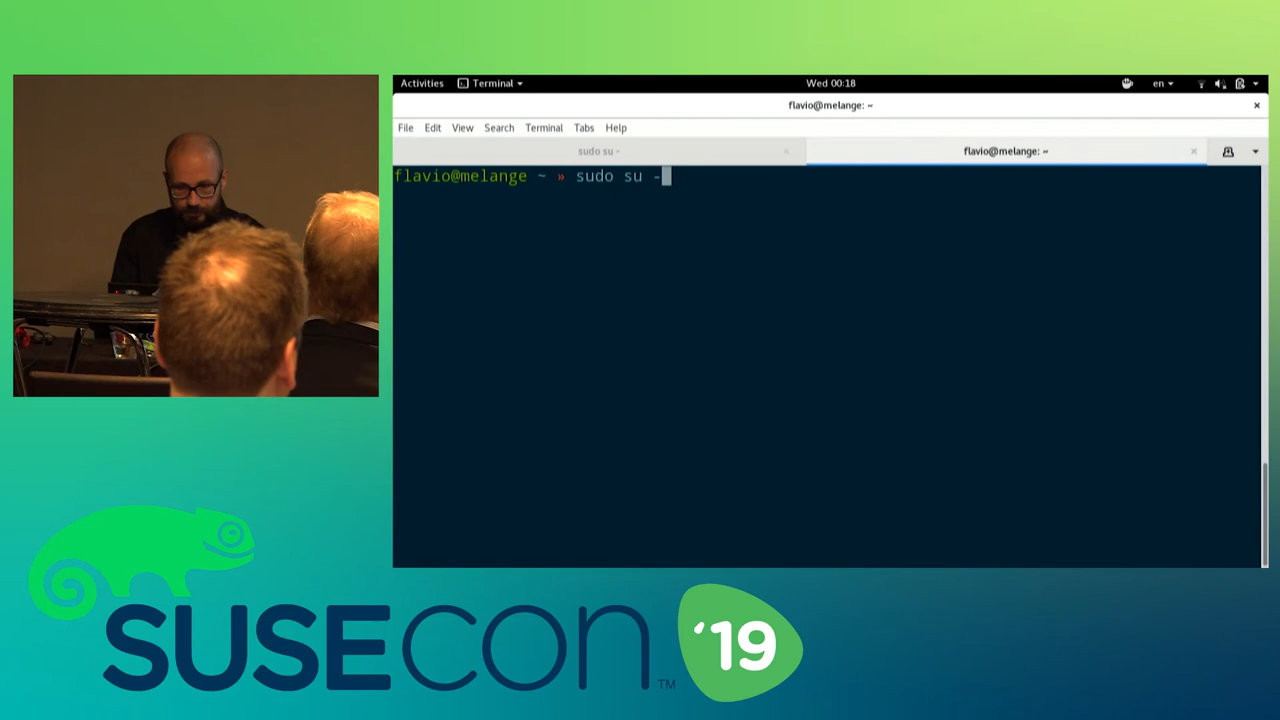 Activities Terminal Wed 00:18 en
flavio@melange: ~
File Edit View Search Terminal Tabs Help
sudo su - flavio@melange: ~
flavio@melange ~ » sudo su -
SUSECON TM '19